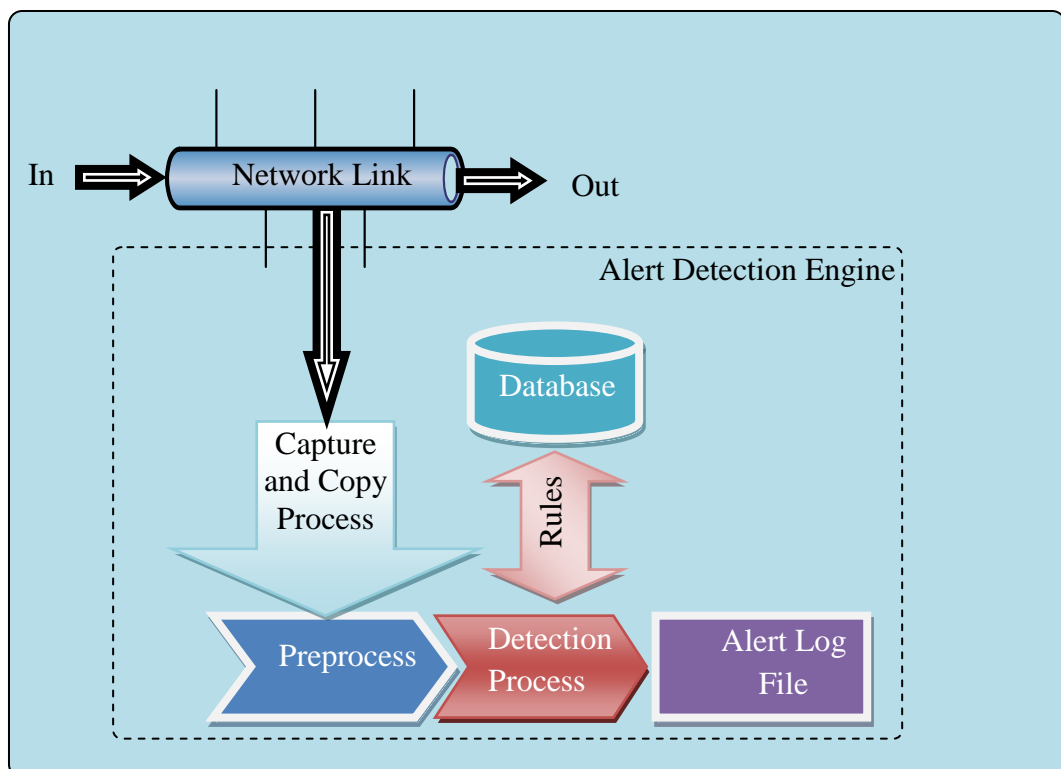 In
Network Link
Out
Alert Detection Engine
Database
Capture
and Copy
Process
Rules
Preprocess
Detection
Process
Alert Log
File